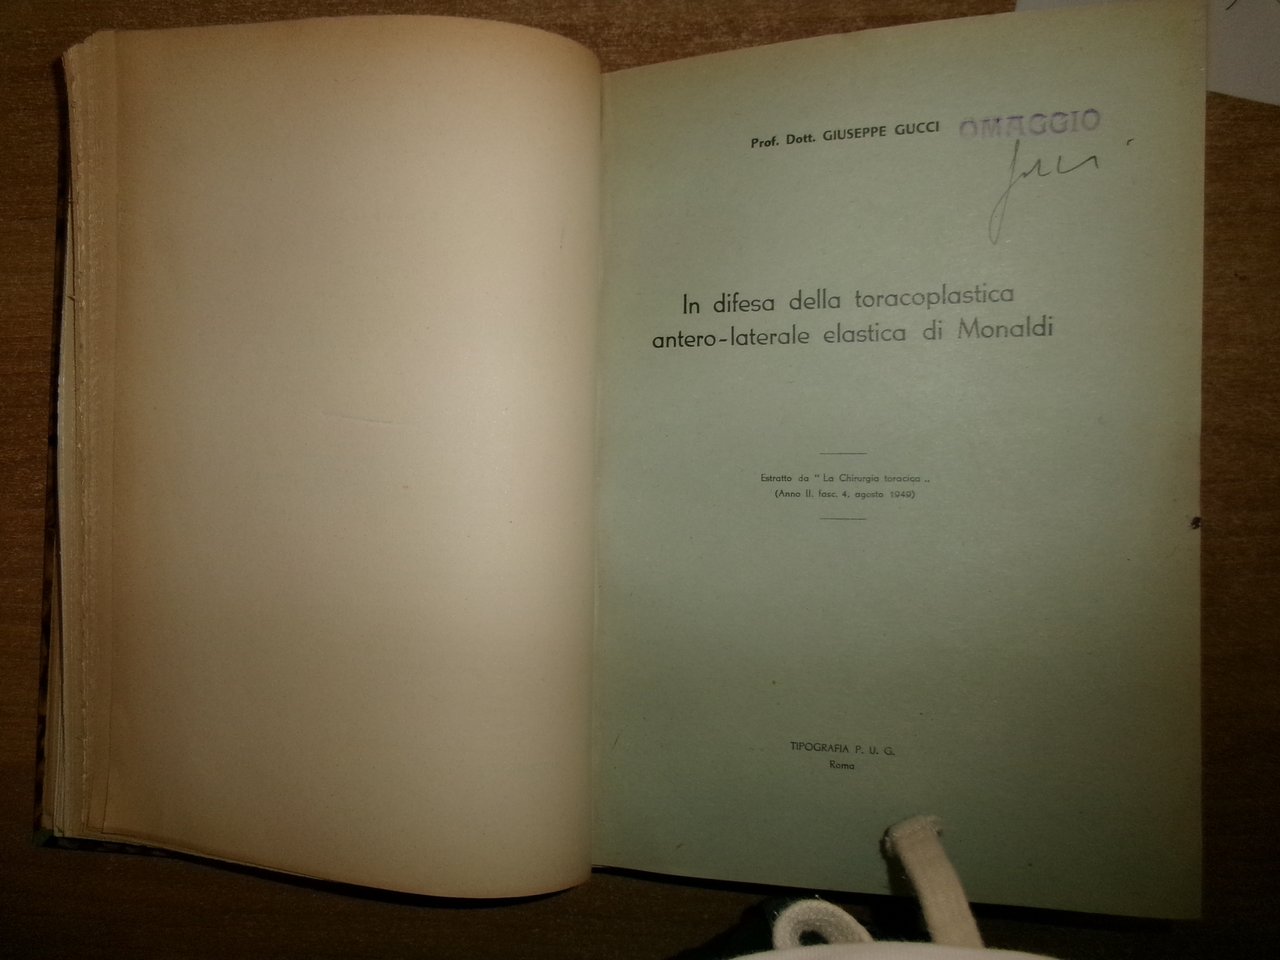 Prof. Dott. GIUSEPPE GUCCI
OMAGGIO
In difesa della toracoplastica
antero-laterale elastica di Monaldi
Estratto da " La Chirurgia toracica „
(Anno II, fasc. 4, agosto 1949)
TIPOGRAFIA P. U. G.
Roma